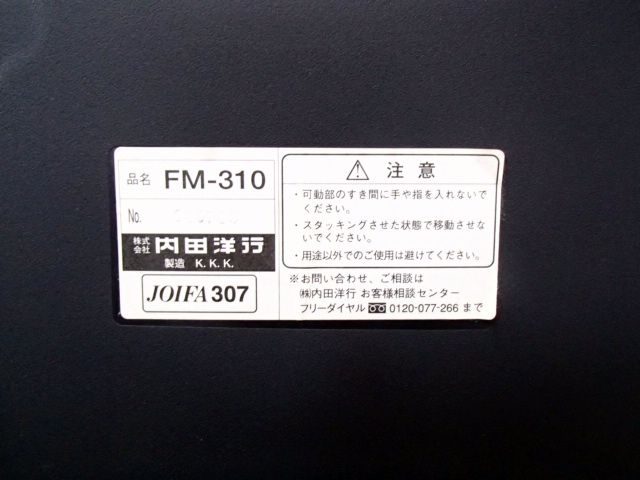 品名 FM-310
No.
株式会社 内田洋行
製造 K.K.K.
JOIFA 307
⚠ 注意
・可動部のすき間に手や指を入れないで
ください。
・スタッキングさせた状態で移動させな
いでください。
・用途以外でのご使用は避けてください。
※お問い合わせ、ご相談は
㈱内田洋行 お客様相談センター
フリーダイヤル 0120-077-266 まで